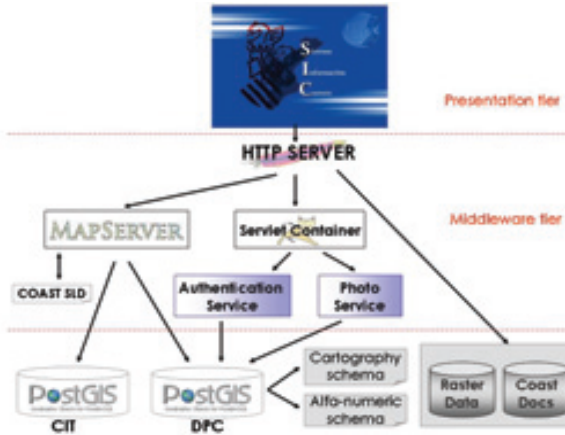 S
I
C
Presentation tier
HTTP SERVER
MAPSERVER
Servlet Container
Middleware tier
COAST SLD
Authentication
Service
Photo
Service
PostGIS
PostGIS
Cartography
schema
Alfa-numeric
schema
Raster
Data
Coast
Docs
CIT
DPC